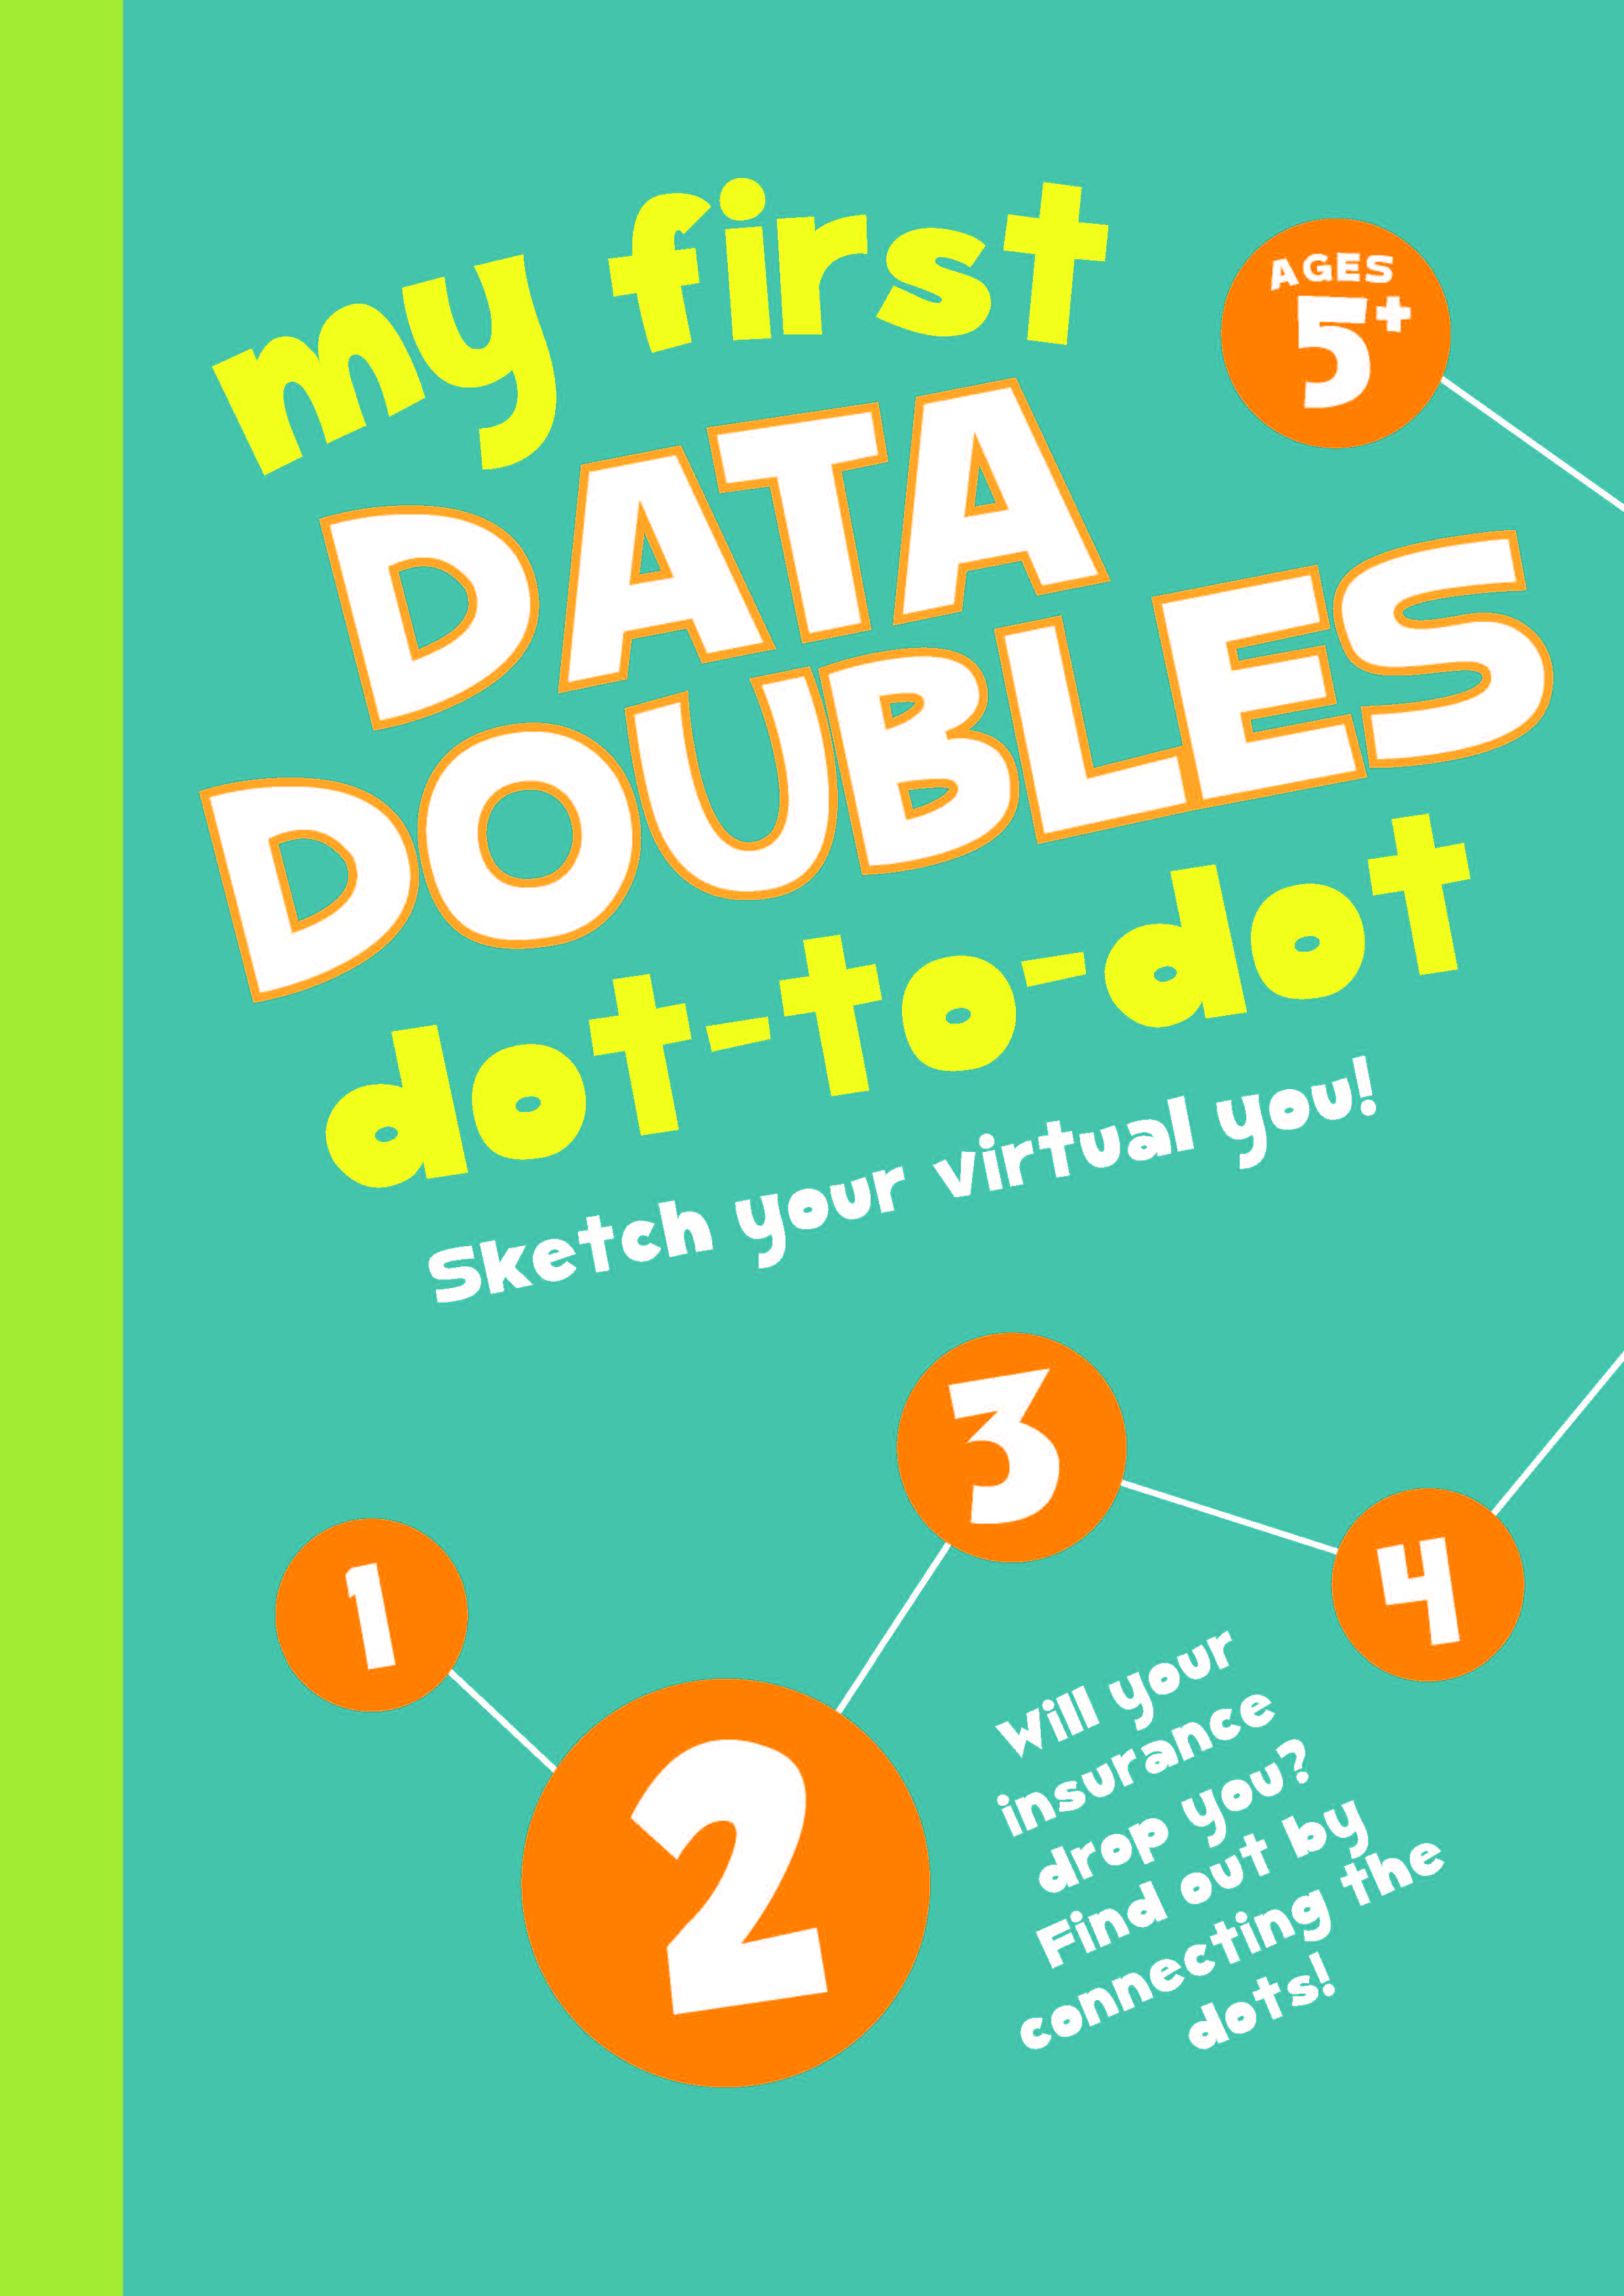 my first
AGES
5+
DATA
DOUBLES
dot-to-dot
Sketch your virtual you!
3
1
4
2
Will your
insurance
drop you?
Find out by
connecting the
dots!